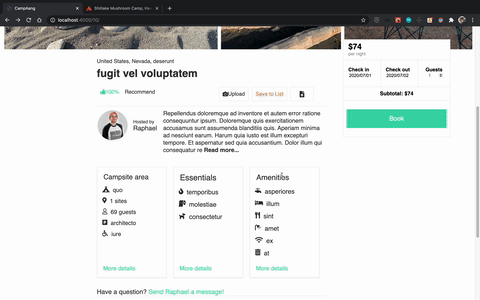 CampAang
Shiitake Mushroom Camp, Hu
localhost:4000/10/
United States, Nevada, deserunt
fugit vel voluptatem
100% Recommend
Upload
Save to List
Hosted by
Raphael
Repellendus doloremque ad inventore et autem error ratione
consequuntur ipsum. Doloremque quis exercitationem
accusamus sunt assumenda blanditiis quis. Aperiam minima
ad nesciunt earum. Harum quia iusto est illum excepturi
tempore. Et aspernatur sed quia accusantium. Dolor illum qui
consequatur re Read more...
Campsite area
quo
1 sites
69 guests
architecto
iure
More details
Essentials
temporibus
molestiae
consectetur
More details
Amenities
asperiores
illum
sint
amet
ex
at
More details
Have a question? Send Raphael a message!
$74
per night
Check in
2020/07/01
Check out
2020/07/02
Guests
Subtotal: $74
Book